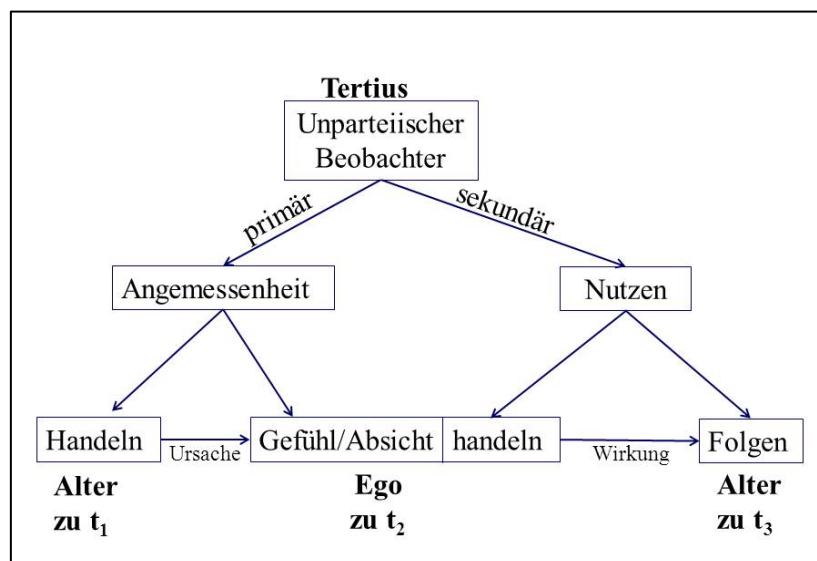 Tertius
Unparteiischer
Beobachter
primär
sekundär
Angemessenheit
Nutzen
Handeln
Ursache
Gefühl/Absicht
handeln
Wirkung
Folgen
Alter
zu t₁
Ego
zu t₂
Alter
zu t₃